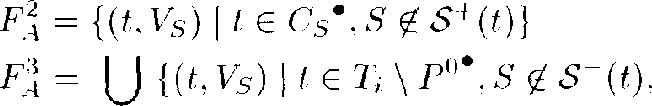 F_A^2 = {(t, V_S) | t ∈ C_S^•, S ∉ 𝒮^+(t)}
F_A^3 = ⋃ {(t, V_S) | t ∈ T_i \ P^0^•, S ∉ 𝒮^−(t),